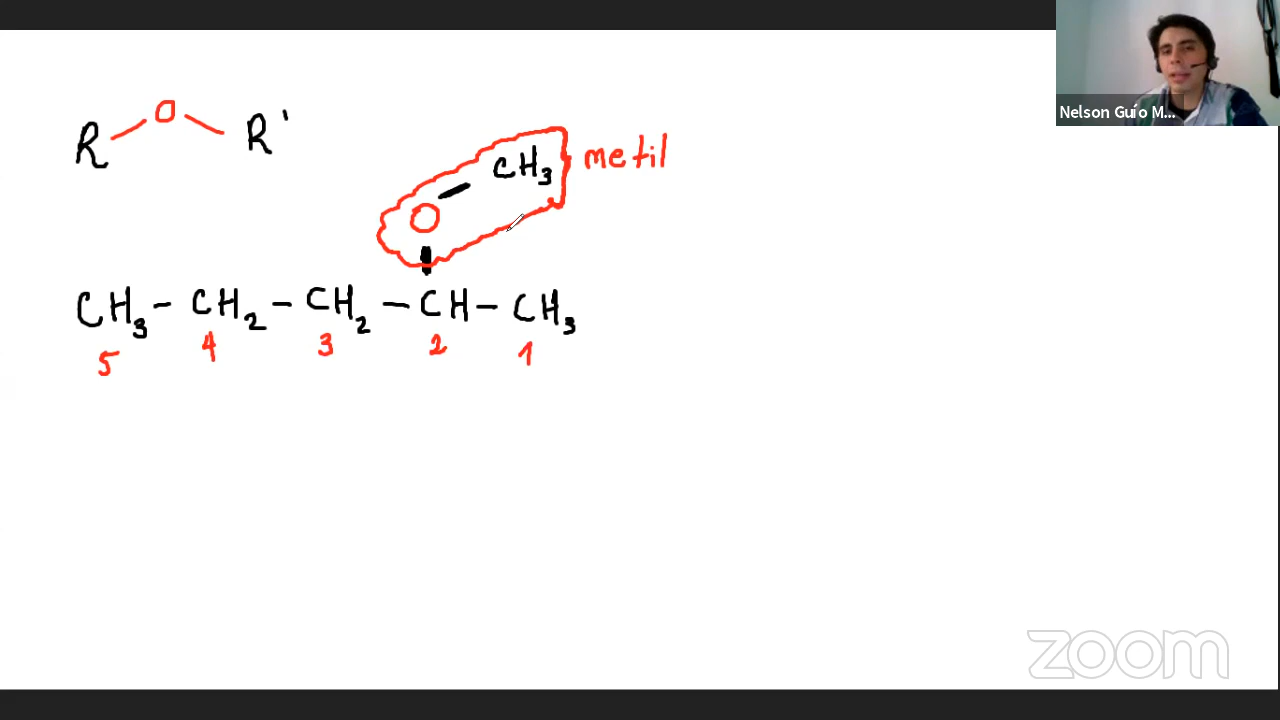 R-O-R'
O-CH₃ metil
CH₃-CH₂-CH₂-CH-CH₃
5 4 3 2 1
Nelson Guío M...
zoom